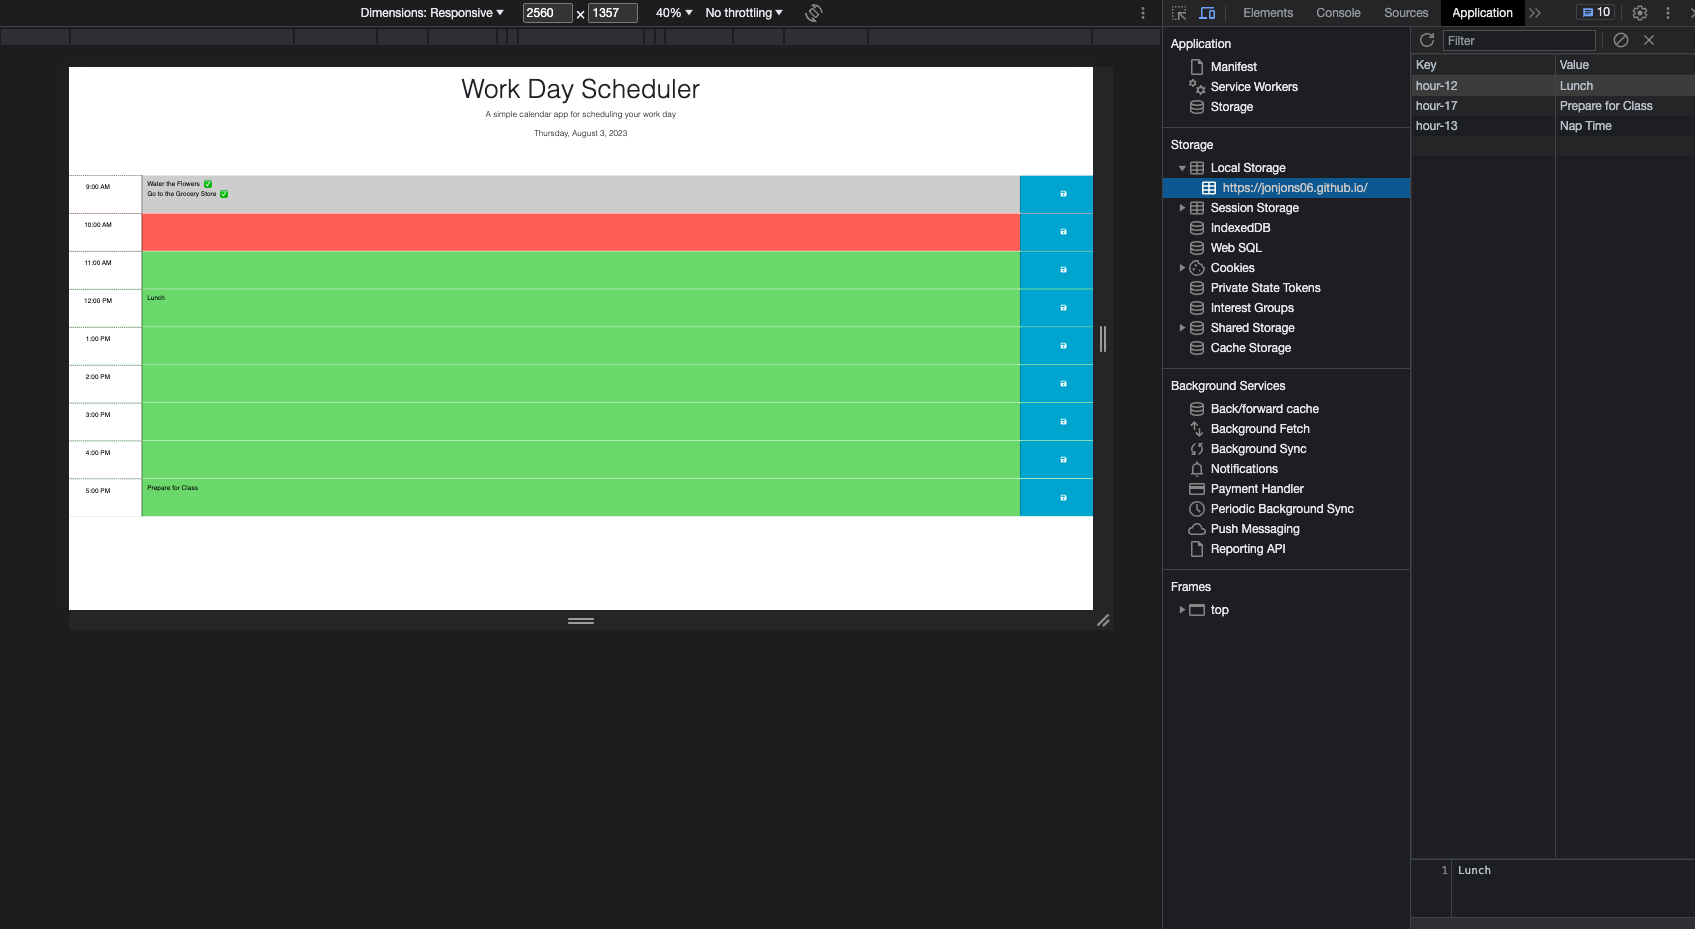 Dimensions: Responsive ▼ 2560 × 1357 40% ▼ No throttling ▼
Elements Console Sources Application 10
Work Day Scheduler
A simple calendar app for scheduling your work day
Thursday, August 3, 2023
9:00 AM
Water the Flowers ✅
Go to the Grocery Store ✅
10:00 AM
11:00 AM
12:00 PM Lunch
1:00 PM
2:00 PM
3:00 PM
4:00 PM
5:00 PM Prepare for Class
Application
Manifest
Service Workers
Storage
Storage
Local Storage
https://jonjons06.github.io/
Session Storage
IndexedDB
Web SQL
Cookies
Private State Tokens
Interest Groups
Shared Storage
Cache Storage
Background Services
Back/forward cache
Background Fetch
Background Sync
Notifications
Payment Handler
Periodic Background Sync
Push Messaging
Reporting API
Frames
top
Filter
Key Value
hour-12 Lunch
hour-17 Prepare for Class
hour-13 Nap Time
1 Lunch